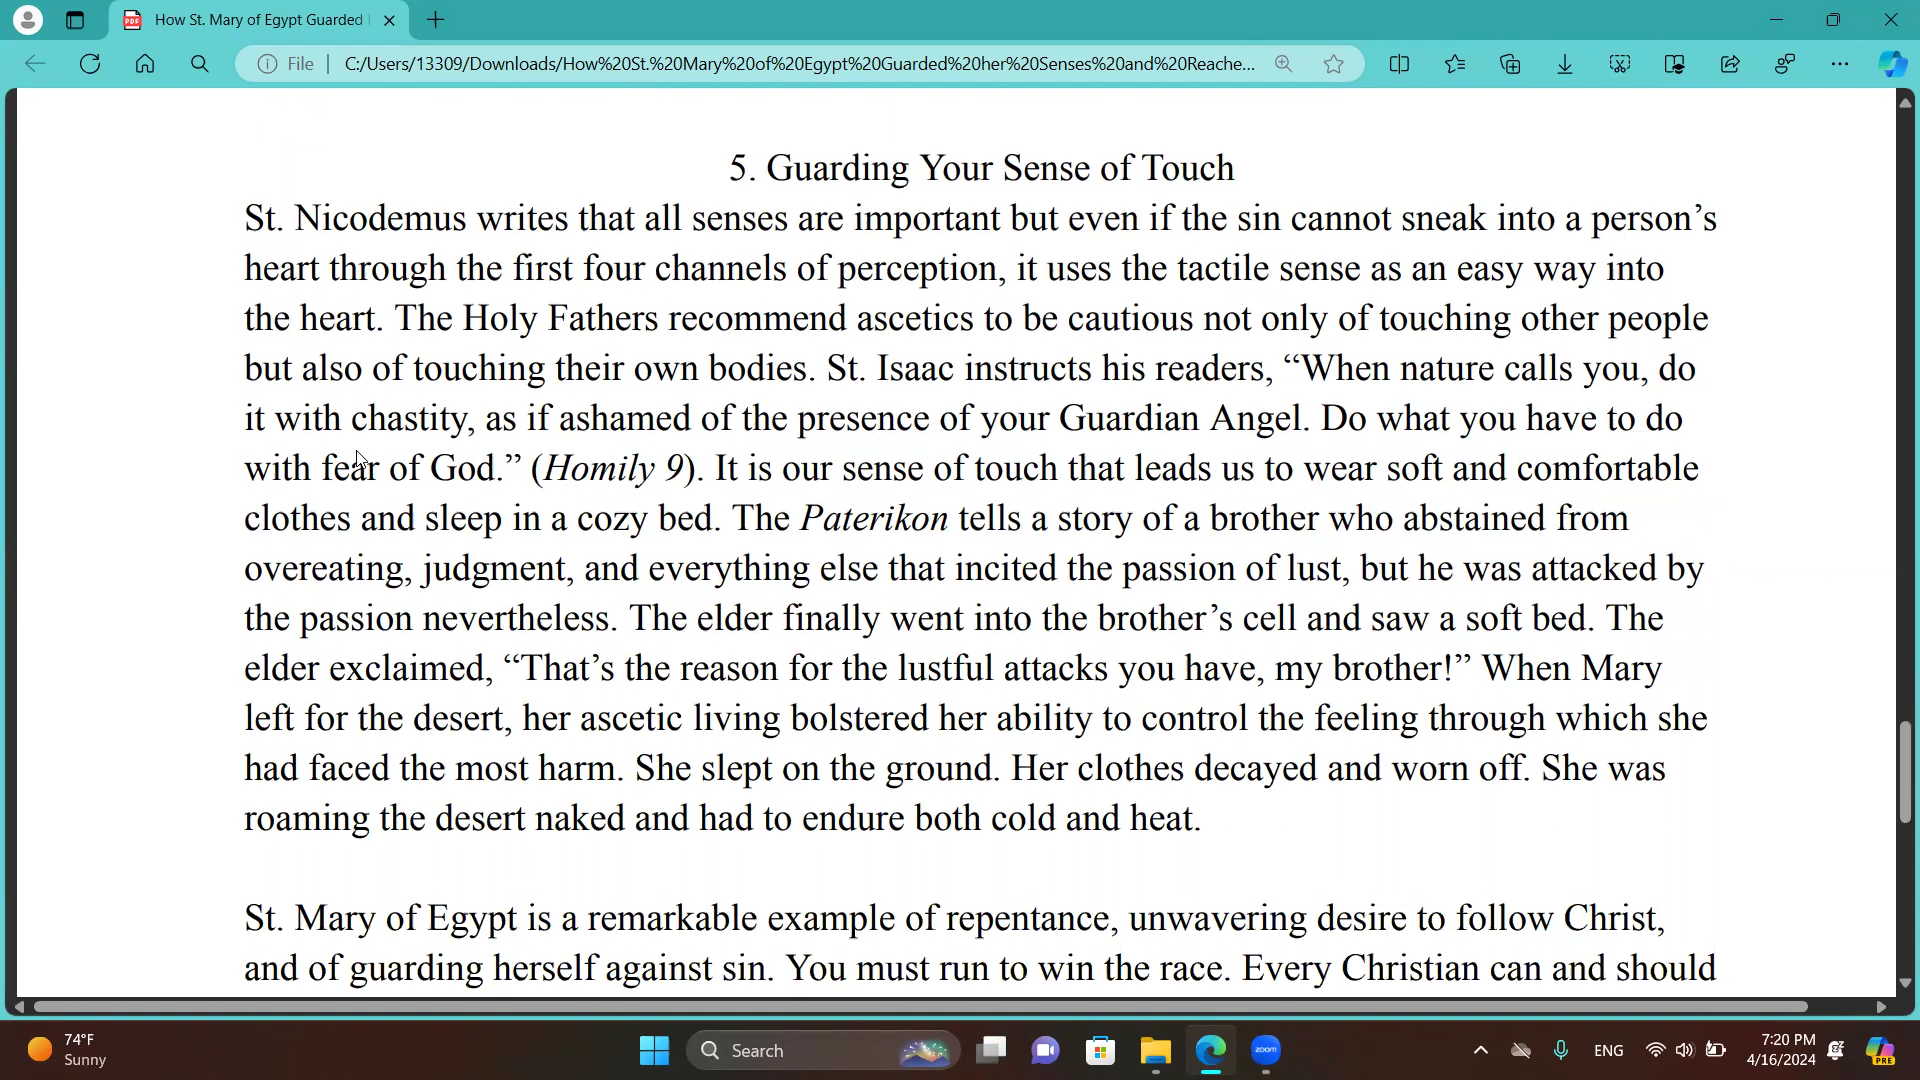 How St. Mary of Egypt Guarded
File
C:/Users/13309/Downloads/How%20St.%20Mary%20of%20Egypt%20Guarded%20her%20Senses%20and%20Reache...
5. Guarding Your Sense of Touch
St. Nicodemus writes that all senses are important but even if the sin cannot sneak into a person’s
heart through the first four channels of perception, it uses the tactile sense as an easy way into
the heart. The Holy Fathers recommend ascetics to be cautious not only of touching other people
but also of touching their own bodies. St. Isaac instructs his readers, “When nature calls you, do
it with chastity, as if ashamed of the presence of your Guardian Angel. Do what you have to do
with fear of God.” (Homily 9). It is our sense of touch that leads us to wear soft and comfortable
clothes and sleep in a cozy bed. The Paterikon tells a story of a brother who abstained from
overeating, judgment, and everything else that incited the passion of lust, but he was attacked by
the passion nevertheless. The elder finally went into the brother’s cell and saw a soft bed. The
elder exclaimed, “That’s the reason for the lustful attacks you have, my brother!” When Mary
left for the desert, her ascetic living bolstered her ability to control the feeling through which she
had faced the most harm. She slept on the ground. Her clothes decayed and worn off. She was
roaming the desert naked and had to endure both cold and heat.
St. Mary of Egypt is a remarkable example of repentance, unwavering desire to follow Christ,
and of guarding herself against sin. You must run to win the race. Every Christian can and should
74°F
Sunny
Search
zoom
ENG
7:20 PM
4/16/2024
PRE